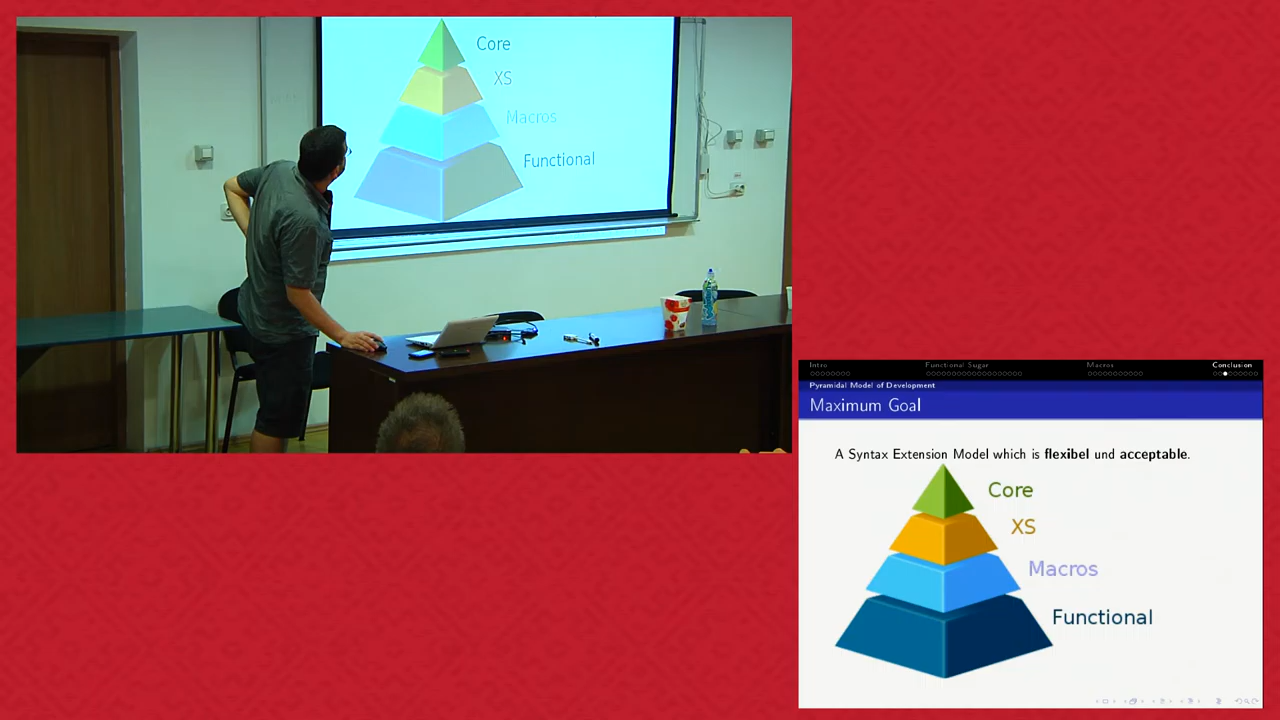 Core
XS
Macros
Functional
Intro
Functional Sugar
Macros
Conclusion
Pyramidal Model of Development
Maximum Goal
A Syntax Extension Model which is flexibel und acceptable.
Core
XS
Macros
Functional